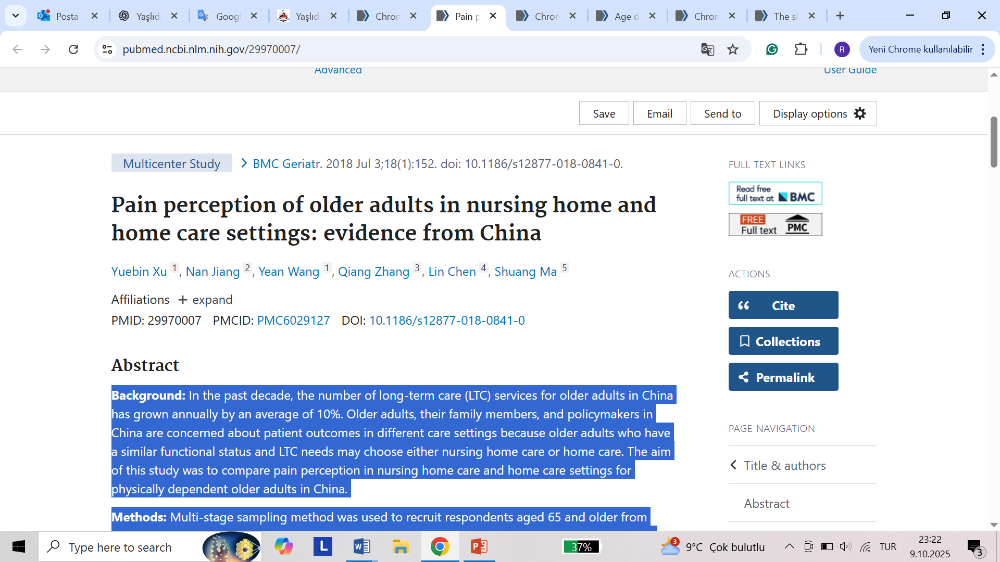 Posta
Yaşlıd
Goog
Yaşlıd
Chron
Pain p
Chron
Age d
Chron
The si
pubmed.ncbi.nlm.nih.gov/29970007/
R
Yeni Chrome kullanılabilir
Advanced
User Guide
Save
Email
Send to
Display options
Multicenter Study
BMC Geriatr. 2018 Jul 3;18(1):152. doi: 10.1186/s12877-018-0841-0.
Pain perception of older adults in nursing home and
home care settings: evidence from China
Yuebin Xu 1, Nan Jiang 2, Yean Wang 1, Qiang Zhang 3, Lin Chen 4, Shuang Ma 5
Affiliations + expand
PMID: 29970007 PMCID: PMC6029127 DOI: 10.1186/s12877-018-0841-0
Abstract
Background: In the past decade, the number of long-term care (LTC) services for older adults in China
has grown annually by an average of 10%. Older adults, their family members, and policymakers in
China are concerned about patient outcomes in different care settings because older adults who have
a similar functional status and LTC needs may choose either nursing home care or home care. The aim
of this study was to compare pain perception in nursing home care and home care settings for
physically dependent older adults in China.
Methods: Multi-stage sampling method was used to recruit respondents aged 65 and older from
FULL TEXT LINKS
Read free
full text at BMC
FREE
Full text PMC
ACTIONS
Cite
Collections
Permalink
PAGE NAVIGATION
Title & authors
Abstract
Type here to search
L
37%
3
9°C Çok bulutlu
TUR
23:22
9.10.2025
3